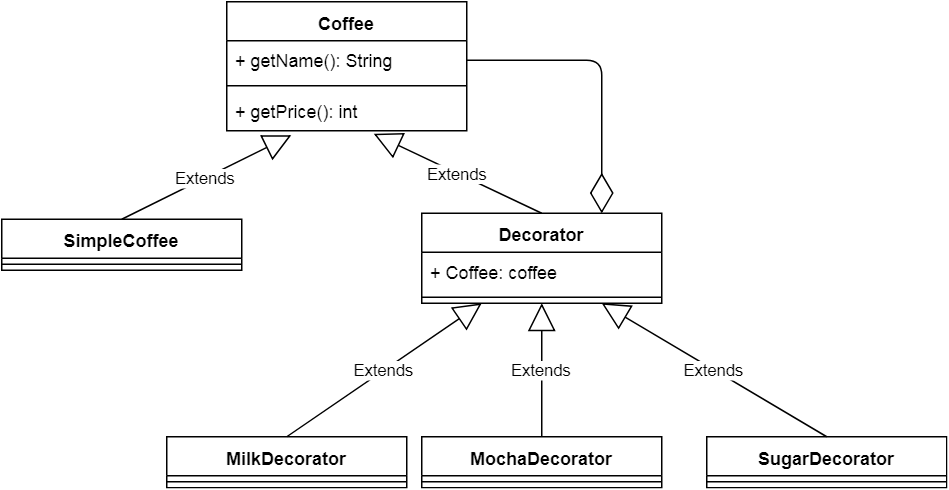 Coffee
+ getName(): String
+ getPrice(): int
Extends
Extends
SimpleCoffee
Decorator
+ Coffee: coffee
Extends
Extends
Extends
MilkDecorator
MochaDecorator
SugarDecorator